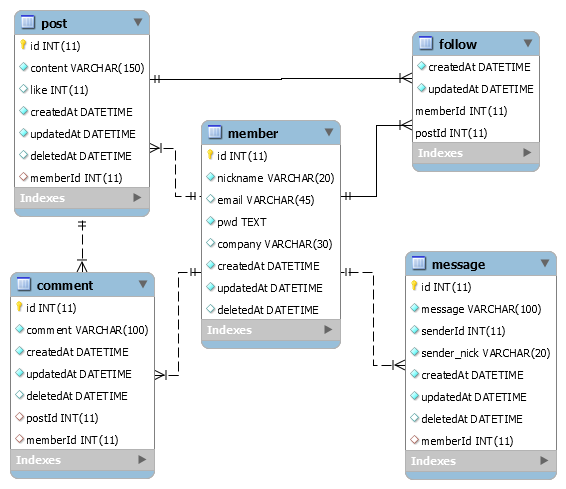 post
id INT(11)
content VARCHAR(150)
like INT(11)
createdAt DATETIME
updatedAt DATETIME
deletedAt DATETIME
memberId INT(11)
Indexes
follow
createdAt DATETIME
updatedAt DATETIME
memberId INT(11)
postId INT(11)
Indexes
member
id INT(11)
nickname VARCHAR(20)
email VARCHAR(45)
pwd TEXT
company VARCHAR(30)
createdAt DATETIME
updatedAt DATETIME
deletedAt DATETIME
Indexes
comment
id INT(11)
comment VARCHAR(100)
createdAt DATETIME
updatedAt DATETIME
deletedAt DATETIME
postId INT(11)
memberId INT(11)
Indexes
message
id INT(11)
message VARCHAR(100)
senderId INT(11)
sender_nick VARCHAR(20)
createdAt DATETIME
updatedAt DATETIME
deletedAt DATETIME
memberId INT(11)
Indexes